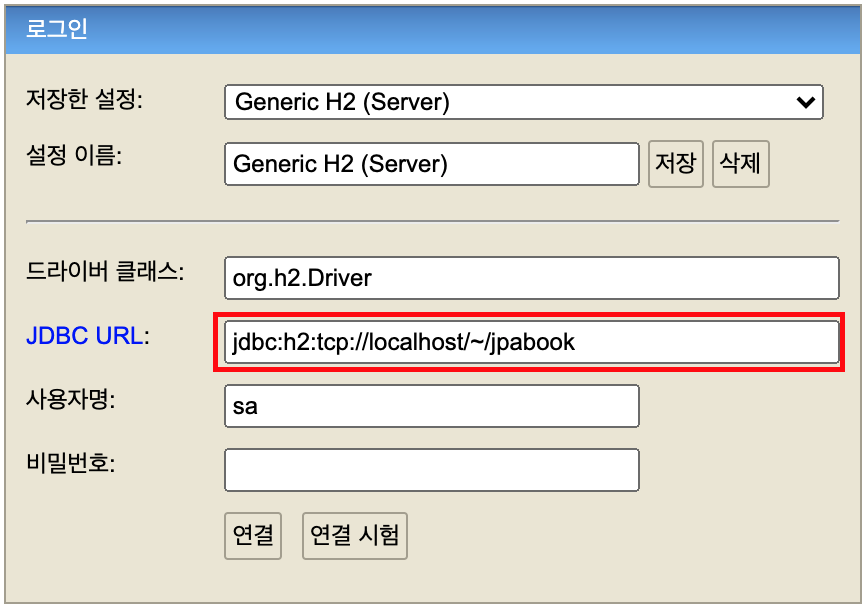 로그인
저장한 설정: Generic H2 (Server)
설정 이름: Generic H2 (Server) 저장 삭제
드라이버 클래스: org.h2.Driver
JDBC URL: jdbc:h2:tcp://localhost/~/jpabook
사용자명: sa
비밀번호:
연결 연결 시험